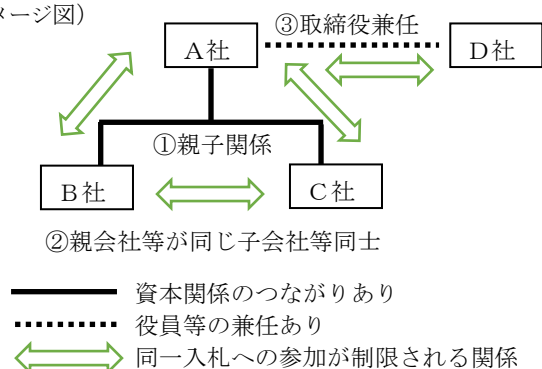 メージ図）
③取締役兼任
A社
D社
①親子関係
B社
C社
②親会社等が同じ子会社等同士
資本関係のつながりあり
役員等の兼任あり
同一入札への参加が制限される関係